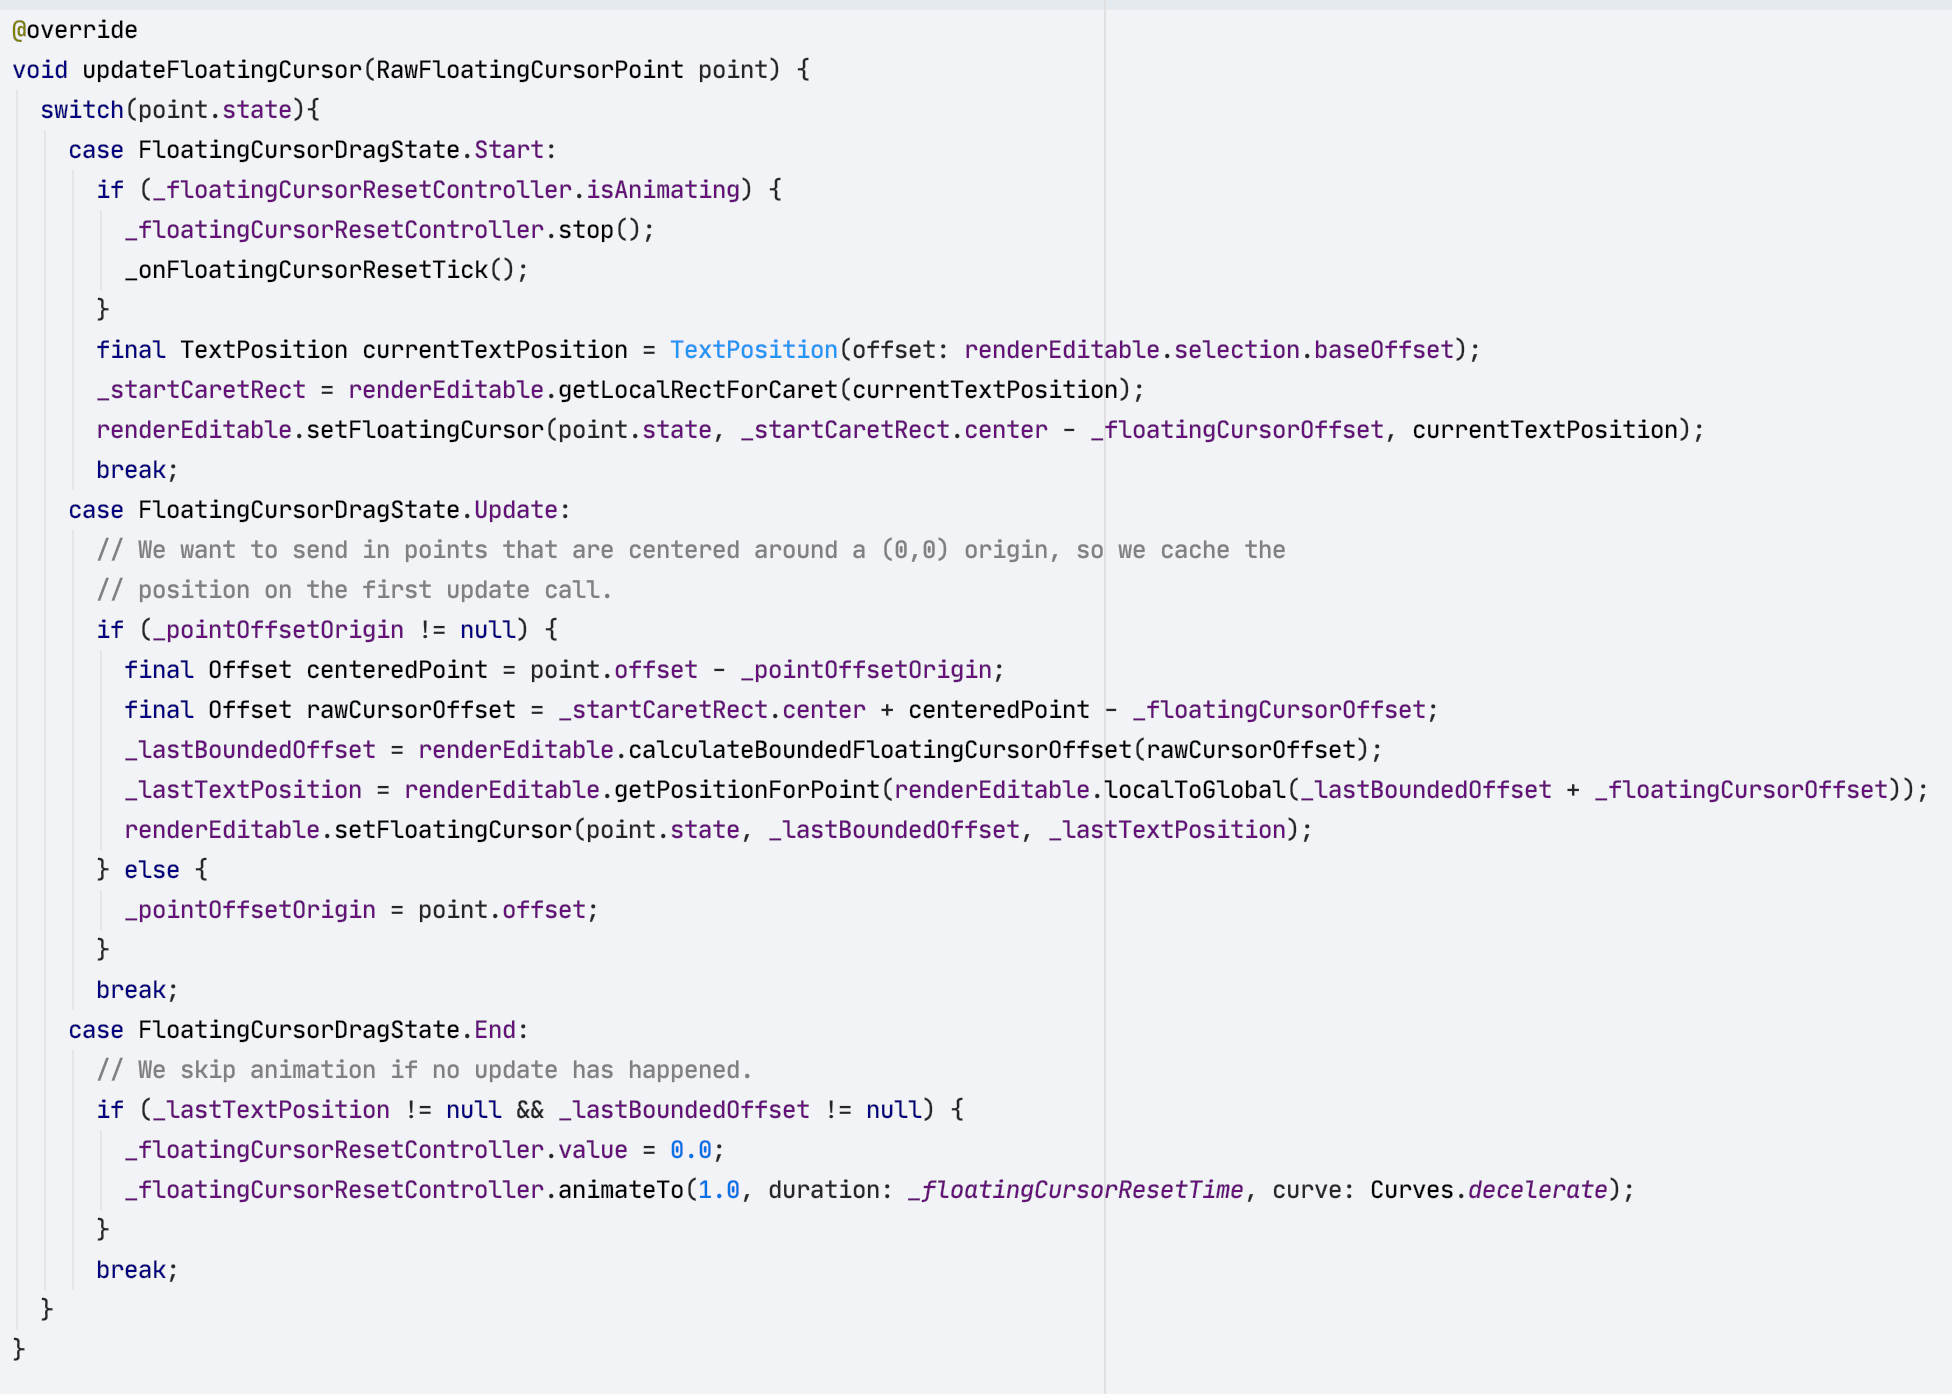 @override
void updateFloatingCursor(RawFloatingCursorPoint point) {
  switch(point.state){
    case FloatingCursorDragState.Start:
      if (_floatingCursorResetController.isAnimating) {
        _floatingCursorResetController.stop();
        _onFloatingCursorResetTick();
      }
      final TextPosition currentTextPosition = TextPosition(offset: renderEditable.selection.baseOffset);
      _startCaretRect = renderEditable.getLocalRectForCaret(currentTextPosition);
      renderEditable.setFloatingCursor(point.state, _startCaretRect.center - _floatingCursorOffset, currentTextPosition);
      break;
    case FloatingCursorDragState.Update:
      // We want to send in points that are centered around a (0,0) origin, so we cache the
      // position on the first update call.
      if (_pointOffsetOrigin != null) {
        final Offset centeredPoint = point.offset - _pointOffsetOrigin;
        final Offset rawCursorOffset = _startCaretRect.center + centeredPoint - _floatingCursorOffset;
        _lastBoundedOffset = renderEditable.calculateBoundedFloatingCursorOffset(rawCursorOffset);
        _lastTextPosition = renderEditable.getPositionForPoint(renderEditable.localToGlobal(_lastBoundedOffset + _floatingCursorOffset));
        renderEditable.setFloatingCursor(point.state, _lastBoundedOffset, _lastTextPosition);
      } else {
        _pointOffsetOrigin = point.offset;
      }
      break;
    case FloatingCursorDragState.End:
      // We skip animation if no update has happened.
      if (_lastTextPosition != null && _lastBoundedOffset != null) {
        _floatingCursorResetController.value = 0.0;
        _floatingCursorResetController.animateTo(1.0, duration: _floatingCursorResetTime, curve: Curves.decelerate);
      }
      break;
  }
}